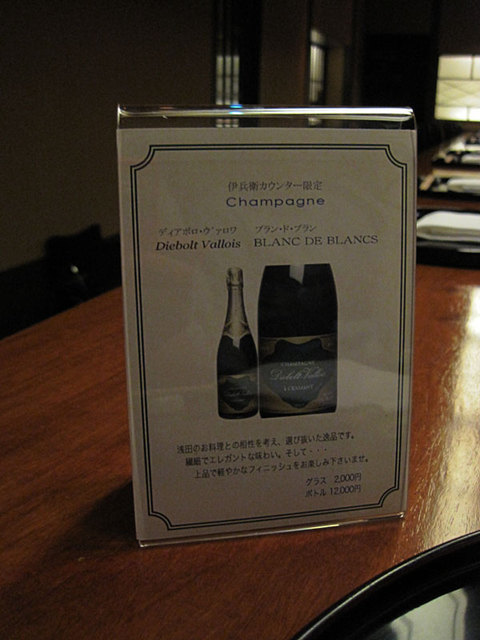 伊兵衛カウンター限定
Champagne
ディアボロ・ヴァロワ ブラン・ド・ブラン
Diebolt Vallois BLANC DE BLANCS
CHAMPAGNE
Diebolt Vallois
A CRAMANT
浅田のお料理との相性を考え、選び抜いた逸品です。
繊細でエレガントな味わい。そして・・・
上品で軽やかなフィニッシュをお楽しみ下さいませ。
グラス 2,000円
ボトル 12,000円